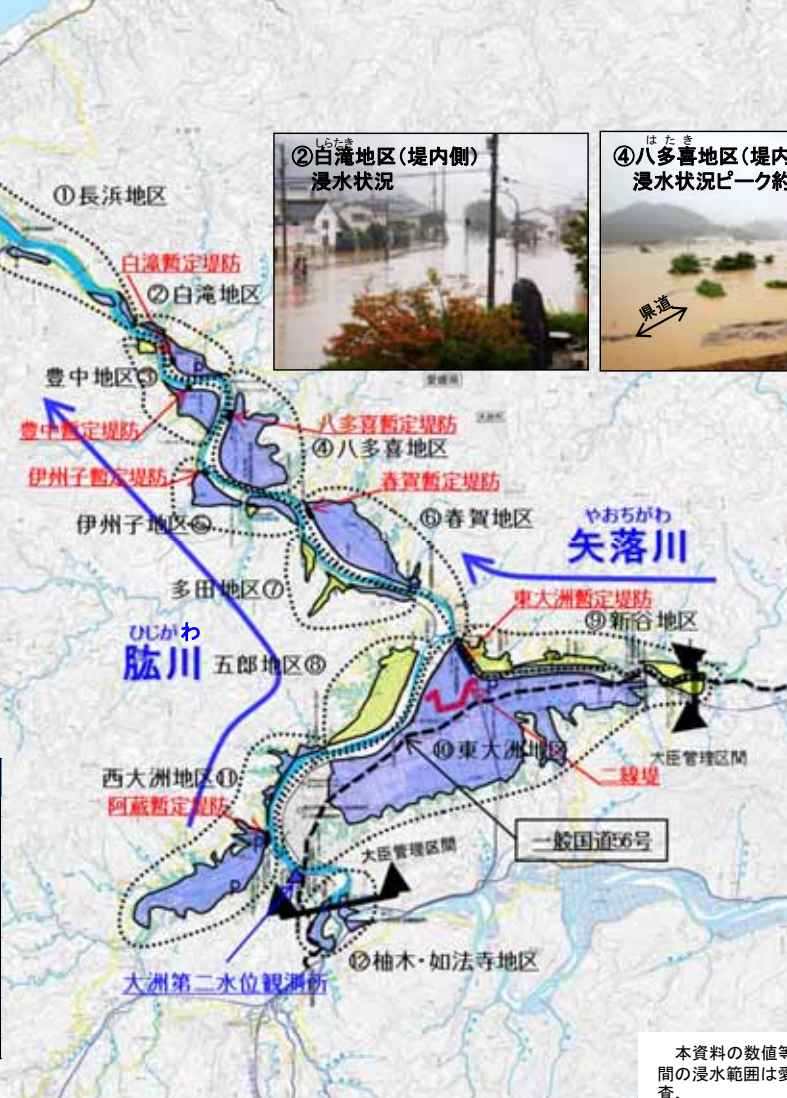 しらたき
②白滝地区（堤内側）
浸水状況
はたき
④八多喜地区（堤内
浸水状況ピーク約
県道
①長浜地区
白滝暫定堤防
②白滝地区
豊中地区③
愛媛県
豊中暫定堤防
八多喜暫定堤防
④八多喜地区
伊州子暫定堤防
春賀暫定堤防
伊州子地区⑤
⑥春賀地区
やおちがわ
矢落川
多田地区⑦
東大洲暫定堤防
⑨新谷地区
ひじがわ
肱川
五郎地区⑧
⑩東大洲地区
大臣管理区間
西大洲地区⑪
二線堤
阿蔵暫定堤防
一般国道56号
大臣管理区間
⑫柚木・如法寺地区
大洲第二水位観測所
本資料の数値等
間の浸水範囲は愛
査、